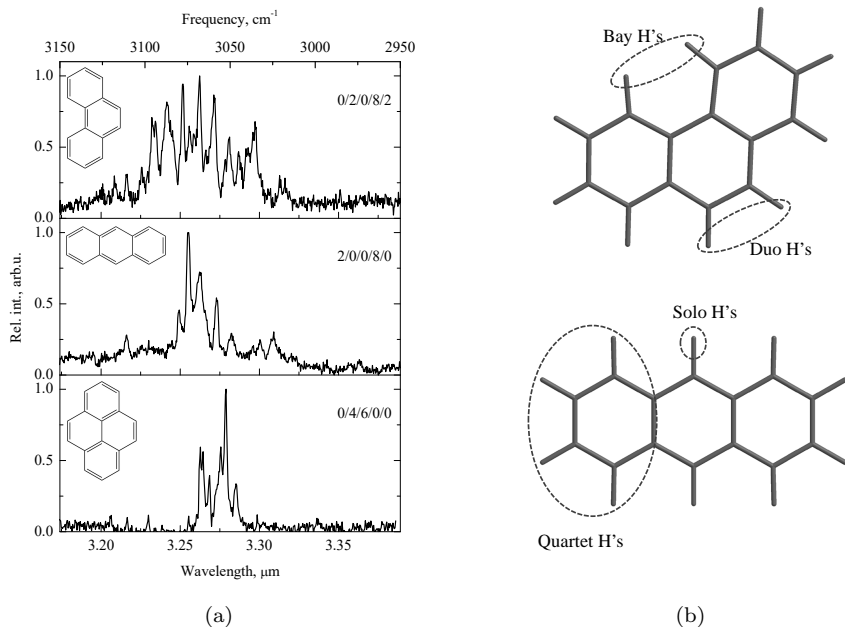 Frequency, cm⁻¹
3150 3100 3050 3000 2950
1.0
0/2/0/8/2
0.5
0.0
2/0/0/8/0
0.5
0.0
1.0
0/4/6/0/0
0.5
0.0
3.20 3.25 3.30 3.35
Wavelength, μm
Rel. int., arb.u.
(a)
Bay H's
Duo H's
Solo H's
Quartet H's
(b)